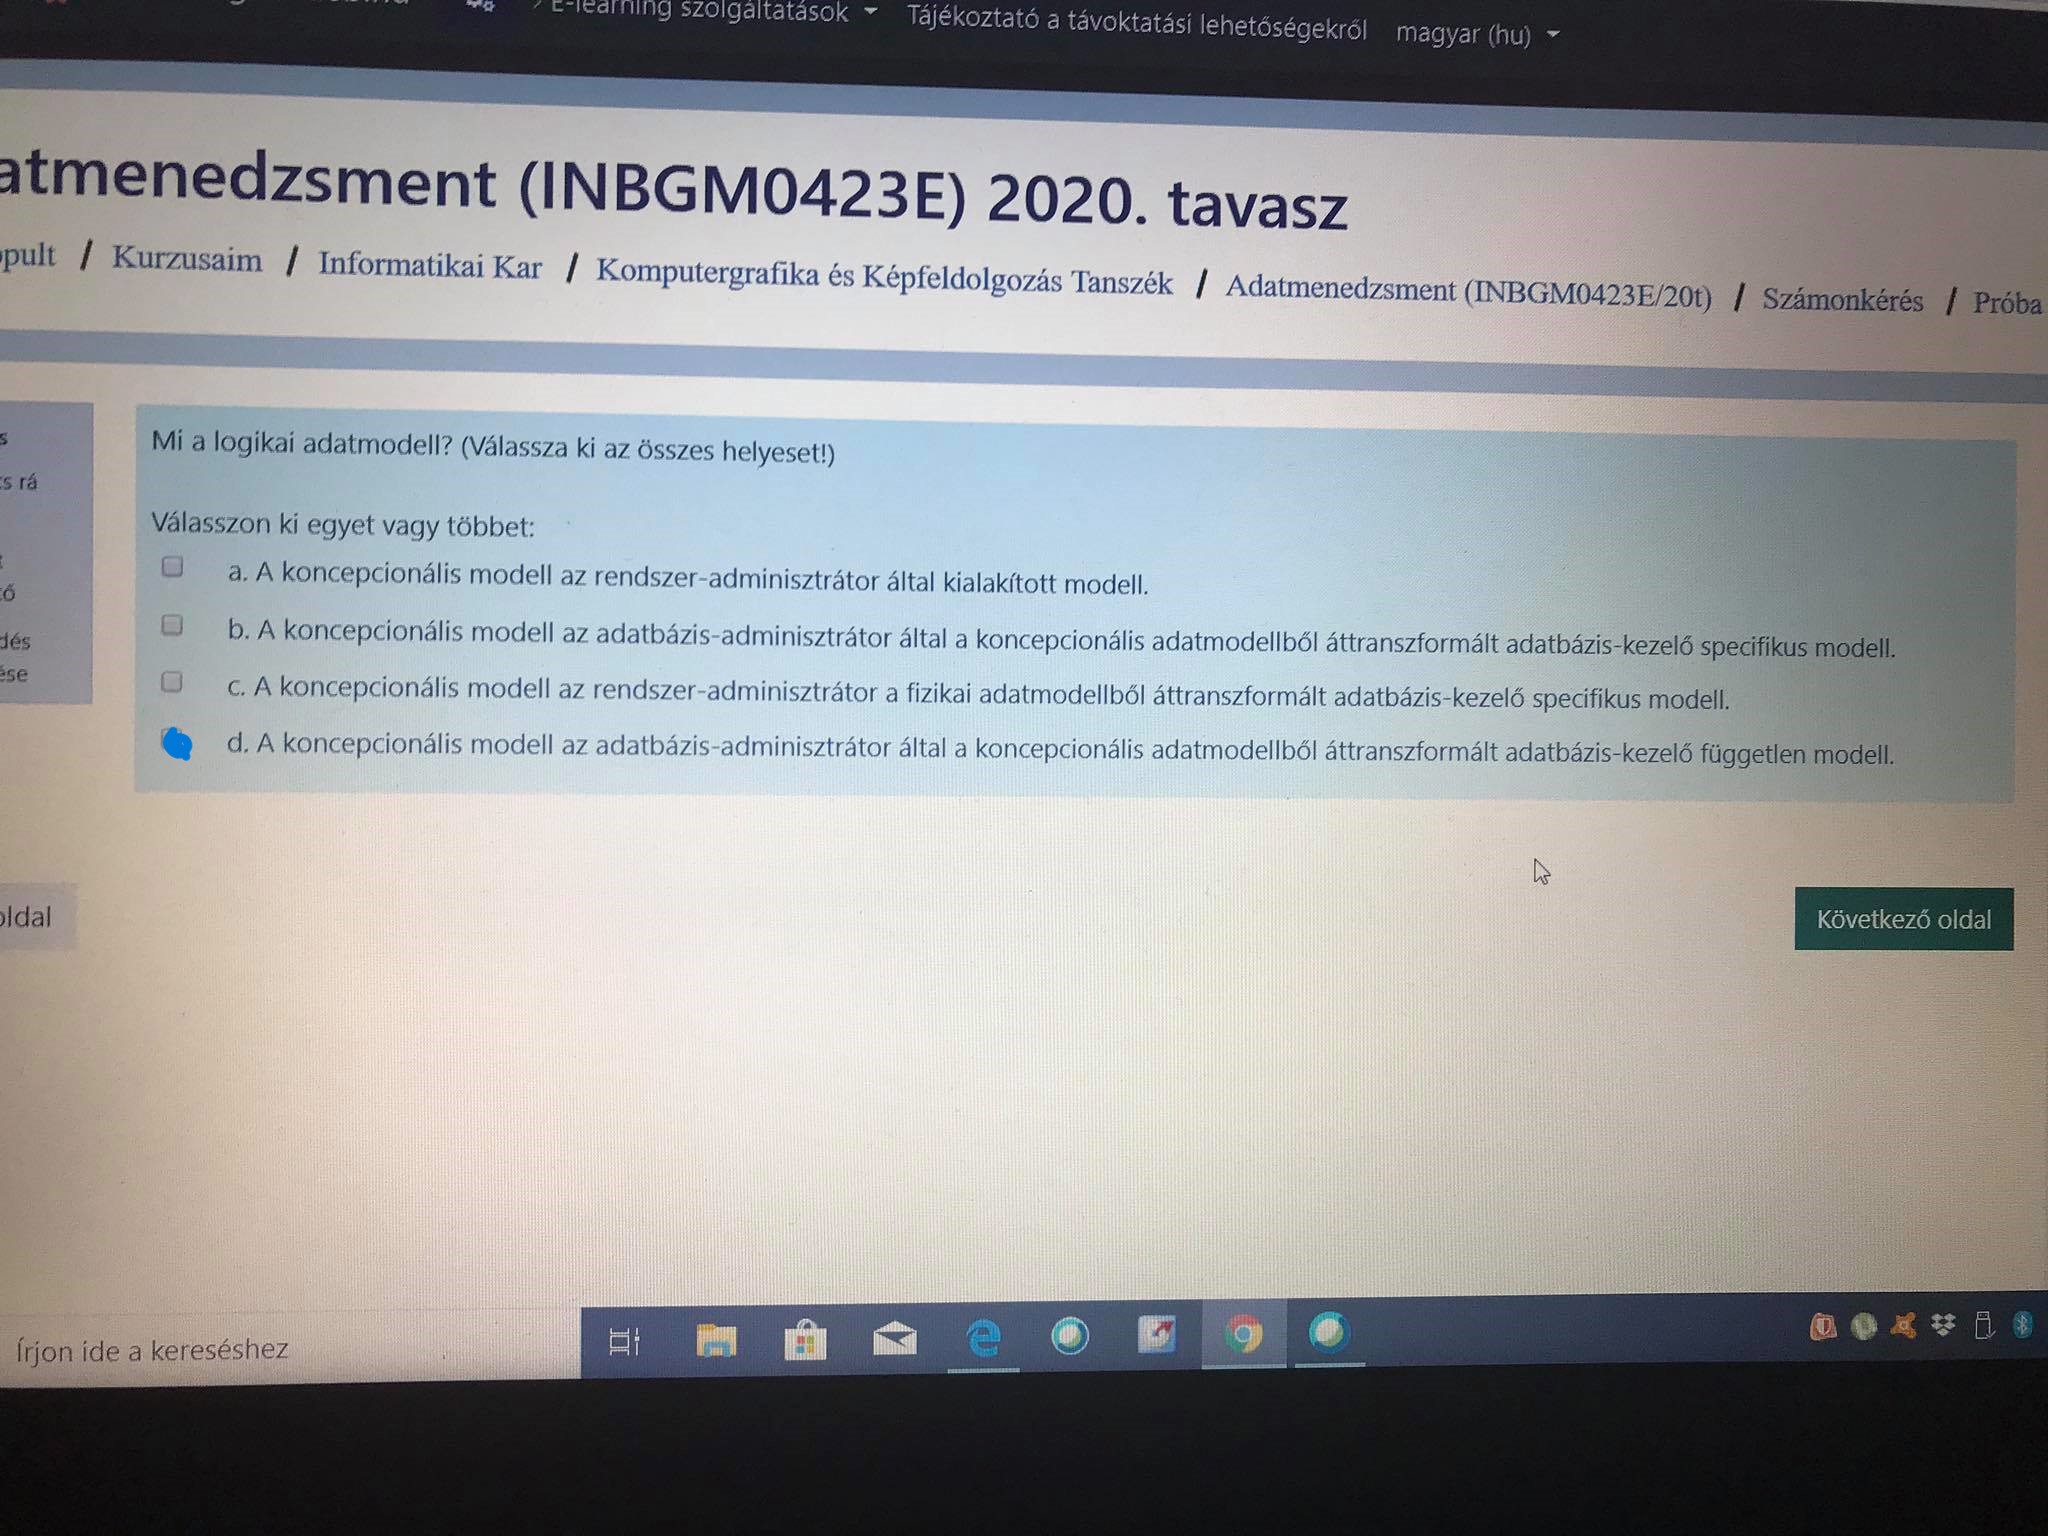 E-learning szolgáltatások Tájékoztató a távoktatási lehetőségekről magyar (hu)
atmenedzsment (INBGM0423E) 2020. tavasz
pult / Kurzusaim / Informatikai Kar / Komputergrafika és Képfeldolgozás Tanszék / Adatmenedzsment (INBGM0423E/20t) / Számonkérés / Próba
s
s rá
ő
dés
ése
Mi a logikai adatmodell? (Válassza ki az összes helyeset!)
Válasszon ki egyet vagy többet:
a. A koncepcionális modell az rendszer-adminisztrátor által kialakított modell.
b. A koncepcionális modell az adatbázis-adminisztrátor által a koncepcionális adatmodellből áttranszformált adatbázis-kezelő specifikus modell.
c. A koncepcionális modell az rendszer-adminisztrátor a fizikai adatmodellből áttranszformált adatbázis-kezelő specifikus modell.
d. A koncepcionális modell az adatbázis-adminisztrátor által a koncepcionális adatmodellből áttranszformált adatbázis-kezelő független modell.
oldal
Következő oldal
Írjon ide a kereséshez